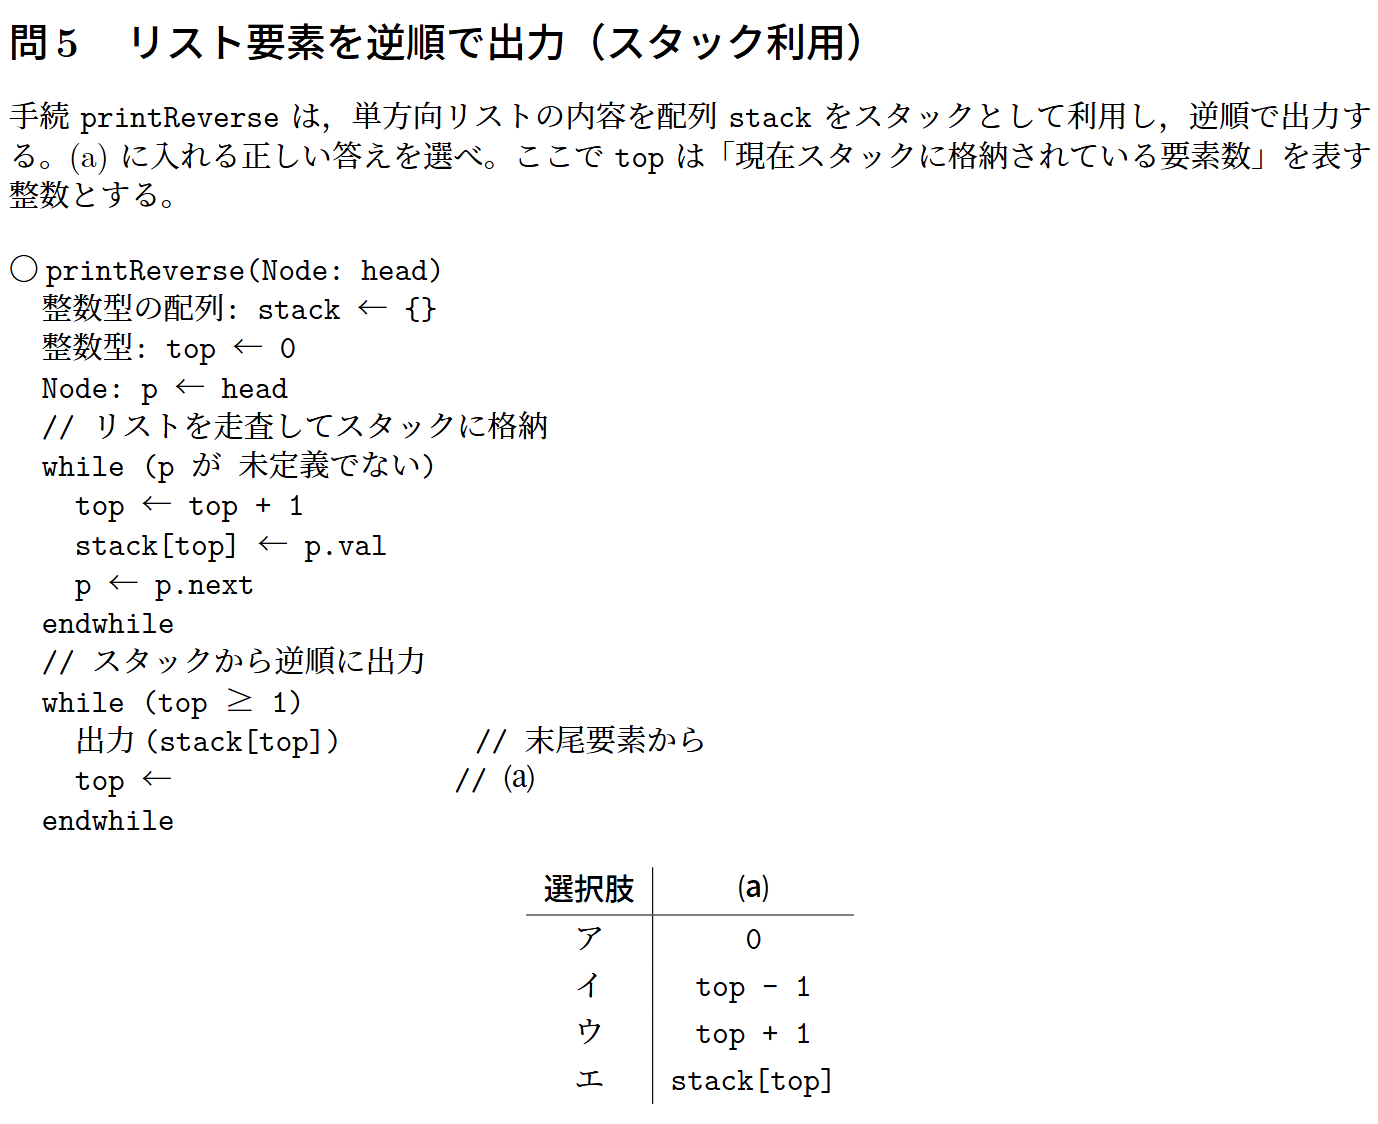 問 5　リスト要素を逆順で出力（スタック利用）
手続 printReverse は，単方向リストの内容を配列 stack をスタックとして利用し，逆順で出力す
る。(a) に入れる正しい答えを選べ。ここで top は「現在スタックに格納されている要素数」を表す
整数とする。
○ printReverse(Node: head)
整数型の配列: stack ← {}
整数型: top ← 0
Node: p ← head
// リストを走査してスタックに格納
while (p が 未定義でない)
top ← top + 1
stack[top] ← p.val
p ← p.next
endwhile
// スタックから逆順に出力
while (top ≥ 1)
出力(stack[top]) // 末尾要素から
top ← // (a)
endwhile
選択肢 (a)
ア 0
イ top - 1
ウ top + 1
エ stack[top]